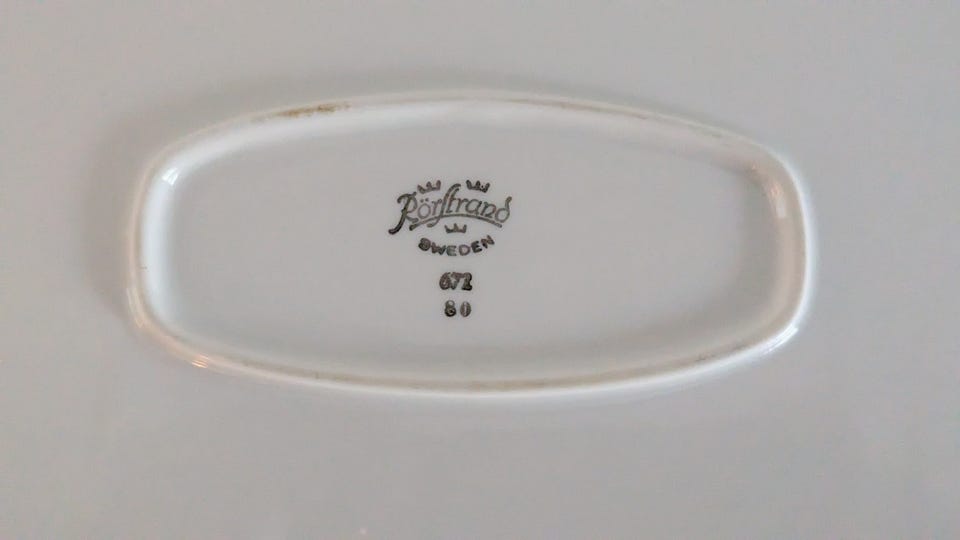 Rörstrand
SWEDEN
672
80